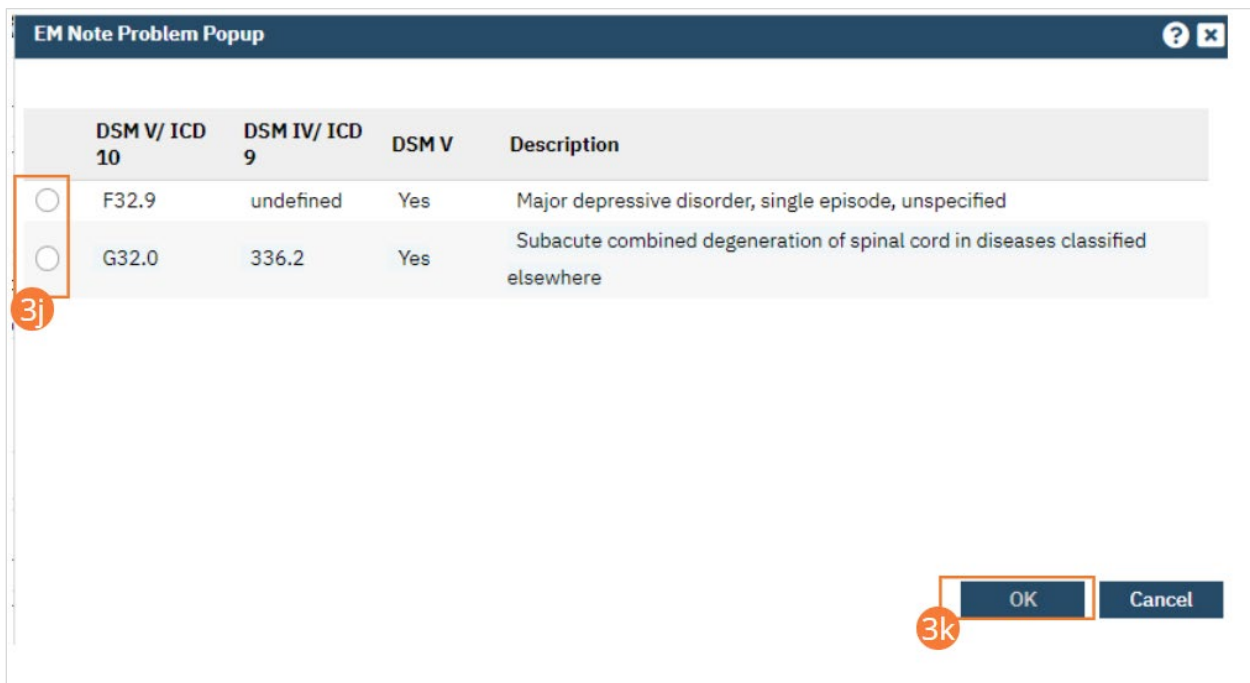 EM Note Problem Popup
DSM V/ ICD 10 DSM IV/ ICD 9 DSM V Description
F32.9 undefined Yes Major depressive disorder, single episode, unspecified
G32.0 336.2 Yes Subacute combined degeneration of spinal cord in diseases classified
elsewhere
3j
OK Cancel
3k